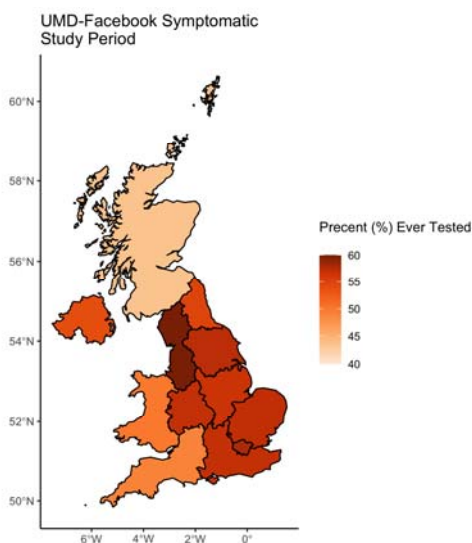 UMD-Facebook Symptomatic
Study Period
60°N
58°N
56°N
54°N
52°N
50°N
6°W 4°W 2°W 0°
Precent (%) Ever Tested
60
55
50
45
40